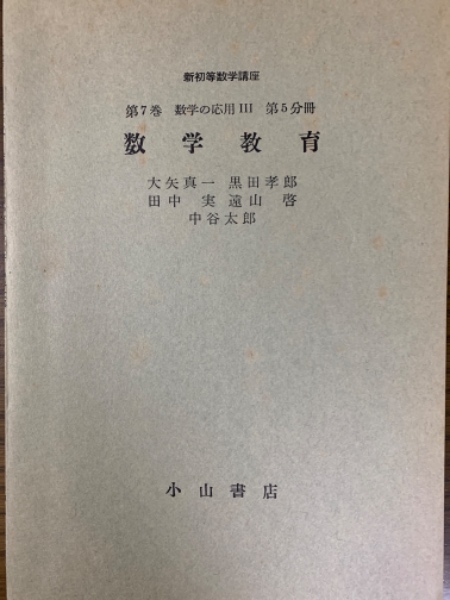 新初等数学講座
第7巻 数学の応用III 第5分冊
数学教育
大矢真一 黒田孝郎
田中 実 遠山 啓
中谷太郎
小山書店